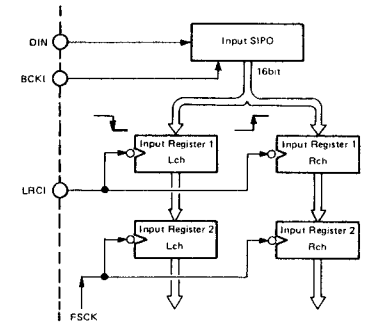 DIN
Input SIPO
BCKI
16bit
Input Register 1
Lch
Input Register 1
Rch
LRCI
Input Register 2
Lch
Input Register 2
Rch
FSCK